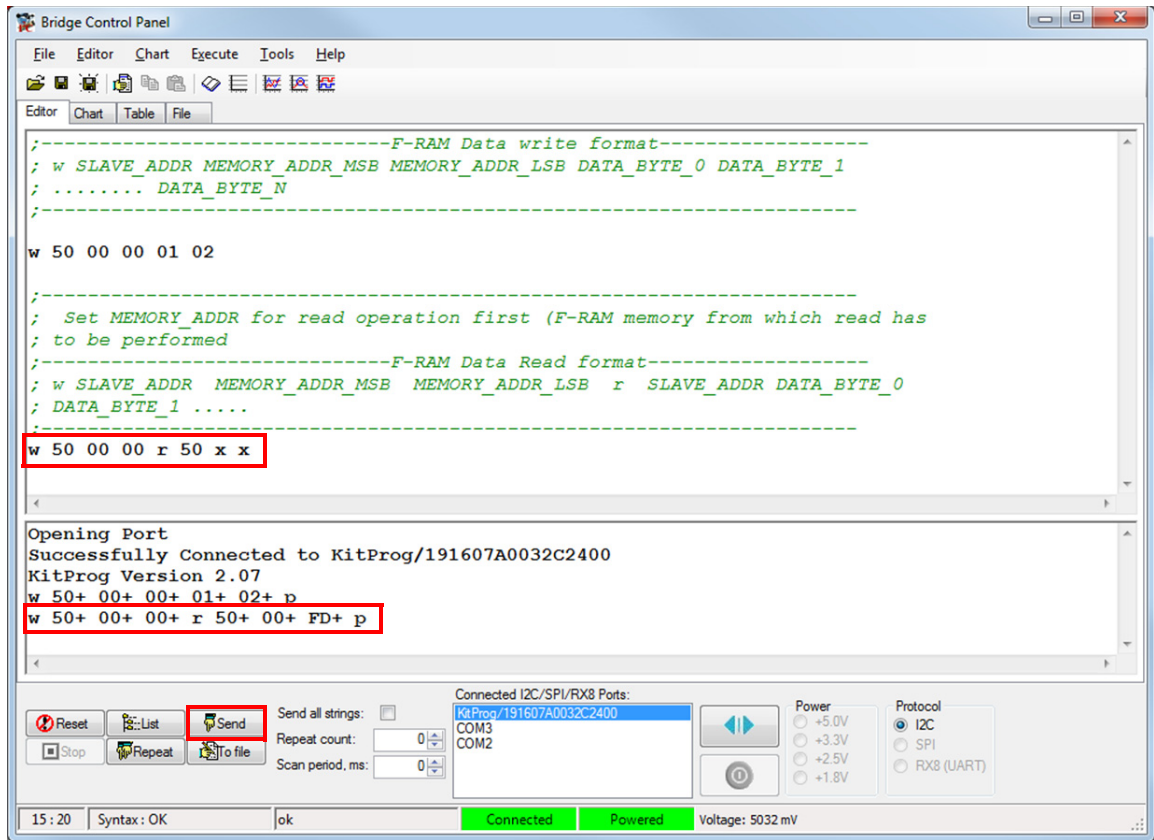 Bridge Control Panel
File Editor Chart Execute Tools Help
Editor Chart Table File
;------------------------------F-RAM Data write format------------------
; w SLAVE_ADDR MEMORY_ADDR_MSB MEMORY_ADDR_LSB DATA_BYTE_0 DATA_BYTE_1
; ........ DATA_BYTE_N
;----------------------------------------------------------------------
w 50 00 00 01 02
;----------------------------------------------------------------------
; Set MEMORY_ADDR for read operation first (F-RAM memory from which read has
; to be performed
;------------------------------F-RAM Data Read format-------------------
; w SLAVE_ADDR MEMORY_ADDR_MSB MEMORY_ADDR_LSB r SLAVE_ADDR DATA_BYTE_0
; DATA_BYTE_1 .....
;----------------------------------------------------------------------
w 50 00 00 r 50 x x
Opening Port
Successfully Connected to KitProg/191607A0032C2400
KitProg Version 2.07
w 50+ 00+ 00+ 01+ 02+ p
w 50+ 00+ 00+ r 50+ 00+ FD+ p
Reset List Send
Stop Repeat To file
Send all strings:
Repeat count: 0
Scan period, ms: 0
Connected I2C/SPI/RX8 Ports:
KitProg/191607A0032C2400
COM3
COM2
Power
+5.0V
+3.3V
+2.5V
+1.8V
Protocol
I2C
SPI
RX8 (UART)
15 : 20 Syntax : OK ok Connected Powered Voltage: 5032 mV